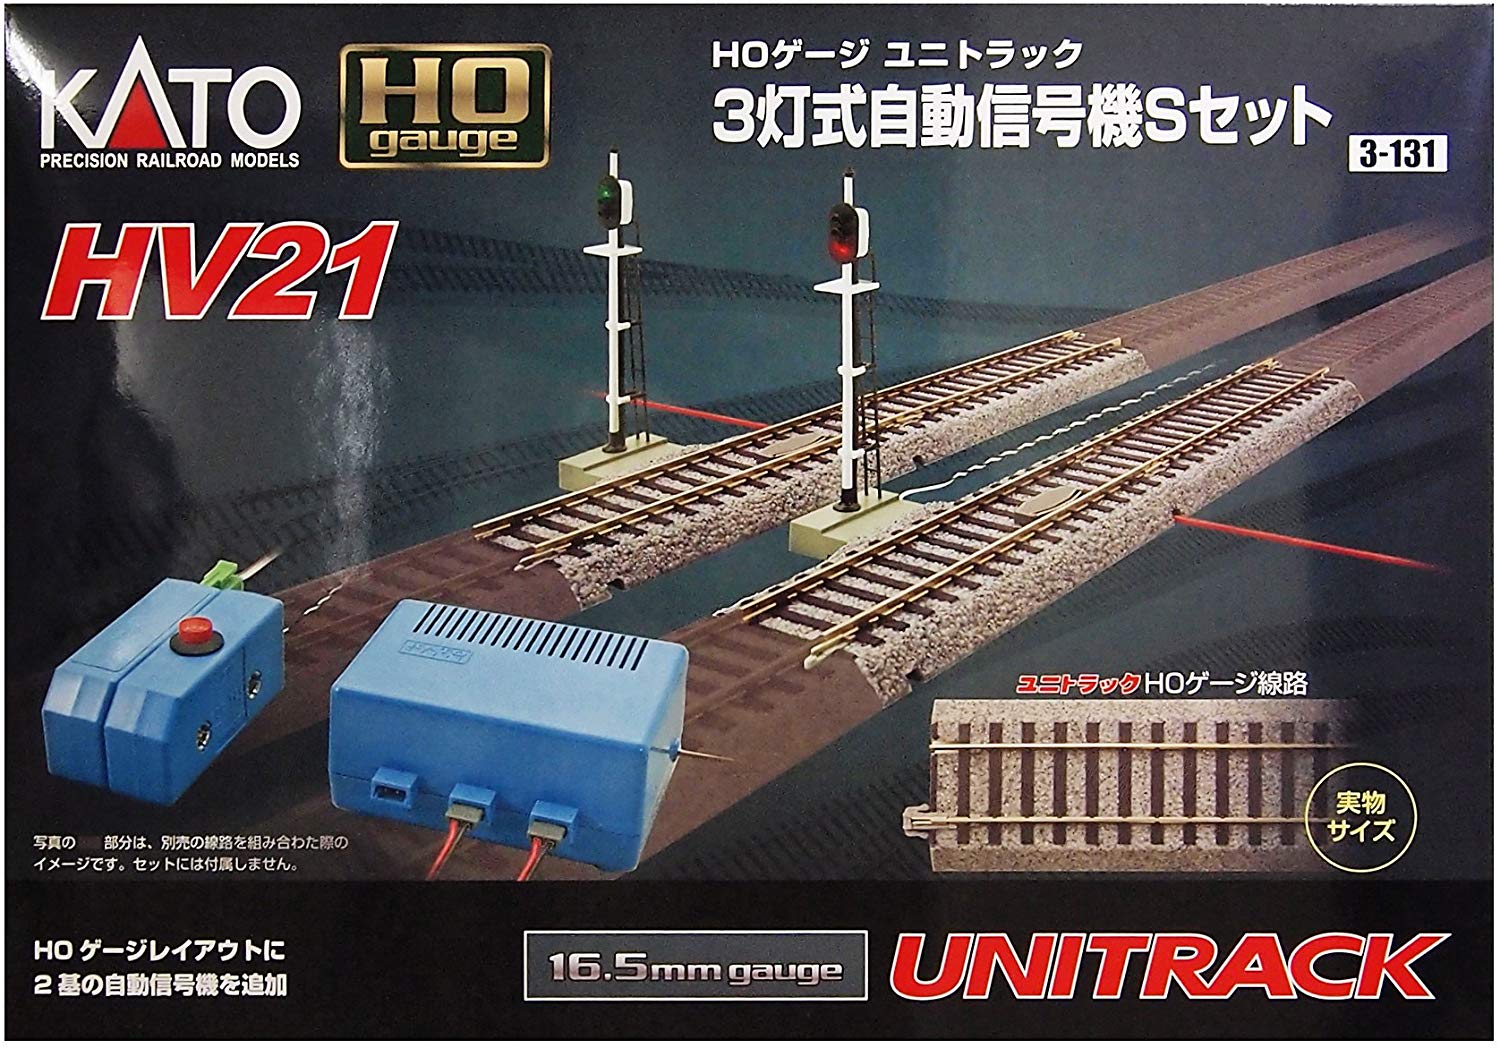 KATO
PRECISION RAILROAD MODELS
HO
gauge
HOゲージ ユニトラック
3灯式自動信号機Sセット
3-131
HV21
ユニトラックHOゲージ線路
実物
サイズ
写真の 部分は、別売の線路を組み合わた際の
イメージです。セットには付属しません。
HO ゲージレイアウトに
2 基の自動信号機を追加
16.5mm gauge
UNITRACK